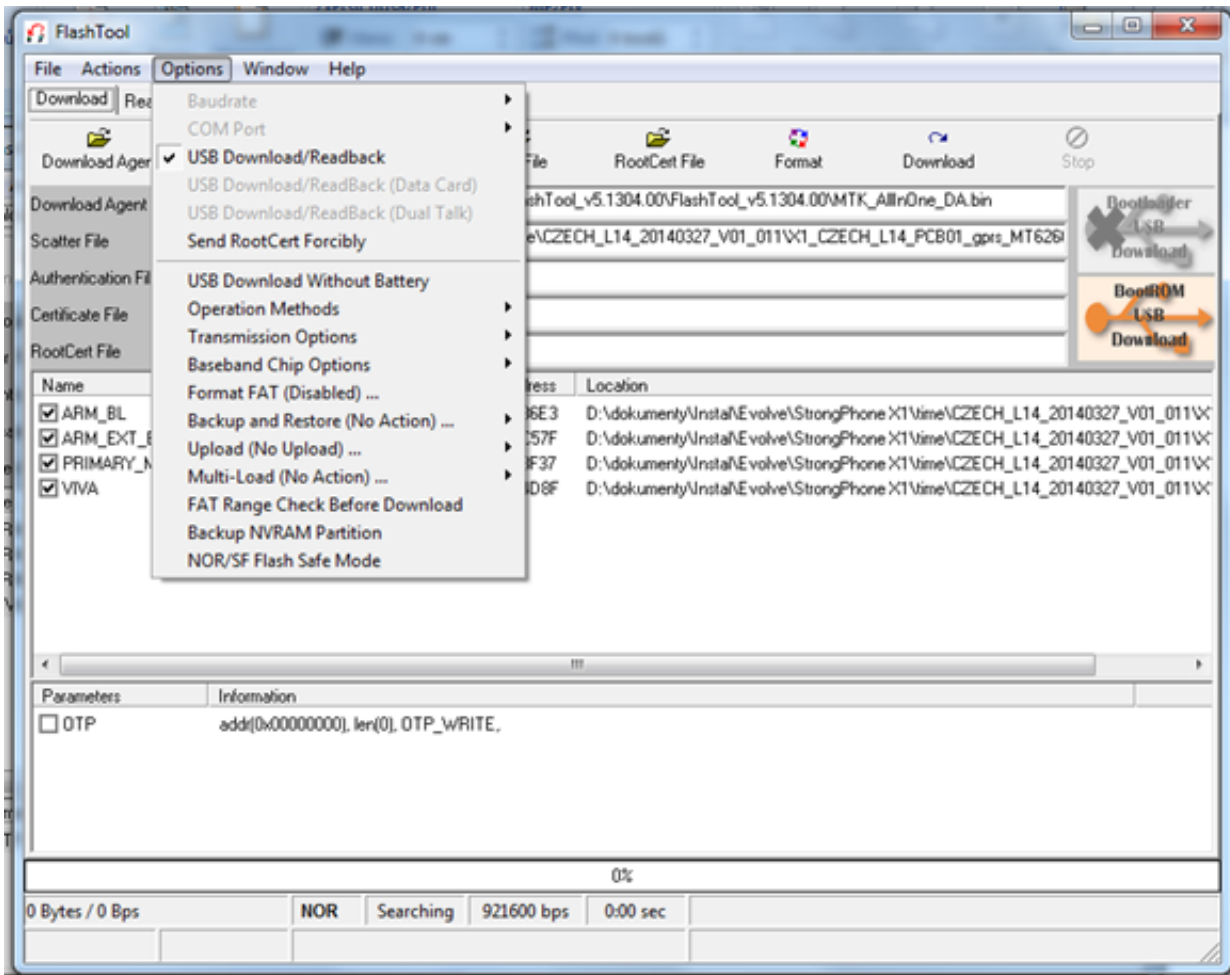 FlashTool
File Actions Options Window Help
Download
Baudrate
COM Port
USB Download/Readback
USB Download/ReadBack (Data Card)
USB Download/ReadBack (Dual Talk)
Send RootCert Forcibly
USB Download Without Battery
Operation Methods
Transmission Options
Baseband Chip Options
Format FAT (Disabled) ...
Backup and Restore (No Action) ...
Upload (No Upload) ...
Multi-Load (No Action) ...
FAT Range Check Before Download
Backup NVRAM Partition
NOR/SF Flash Safe Mode
Download File RootCert File Format Download Stop
Download Agent
Scatter File
Authentication
Certificate File
RootCert File
_v5.1304.00\FlashTool_v5.1304.00\MTK_AllInOne_DA.bin
\CZECH_L14_20140327_V01_011\X1_CZECH_L14_PCB01_gprs_MT626
Bootloader
USB
Download
BootROM
USB
Download
Name Location
ARM_BL D:\dokumenty\Instal\Evolve\StrongPhone X1\time\CZECH_L14_20140327_V01_011\X
D:\dokumenty\Instal\Evolve\StrongPhone X1\time\CZECH_L14_20140327_V01_011\X
D:\dokumenty\Instal\Evolve\StrongPhone X1\time\CZECH_L14_20140327_V01_011\X
VIVA D:\dokumenty\Instal\Evolve\StrongPhone X1\time\CZECH_L14_20140327_V01_011\X
Parameters Information
OTP addr(0x00000000), len(0), OTP_WRITE,
0%
0 Bytes / 0 Bps NOR Searching 921600 bps 0:00 sec